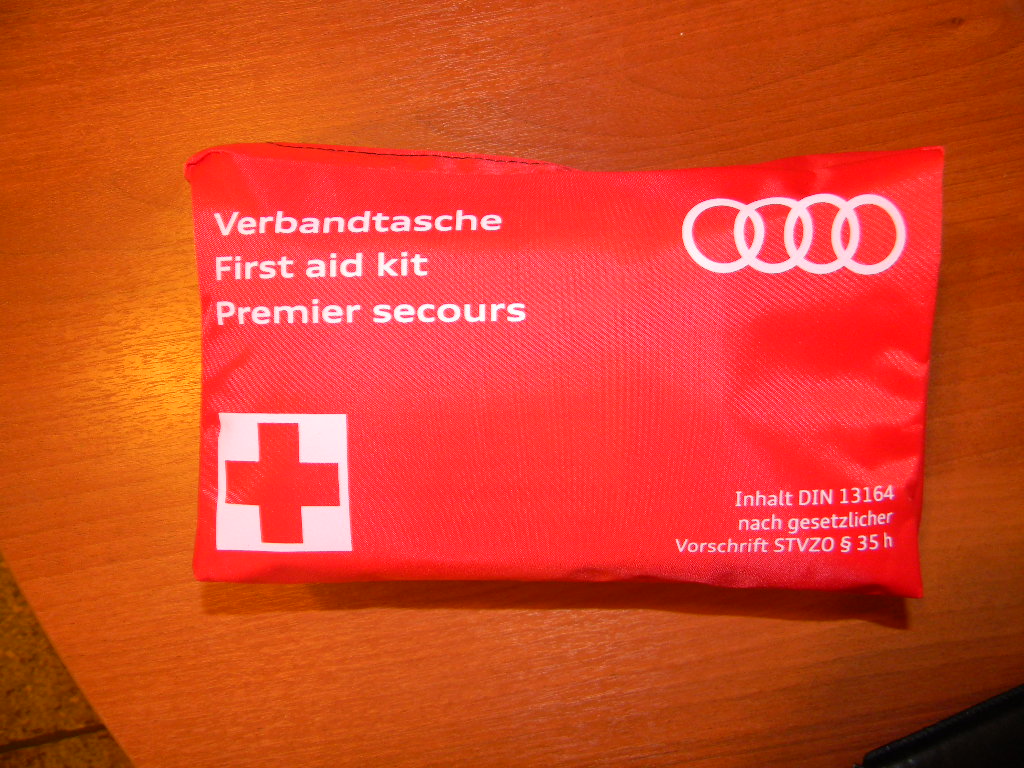 Verbandtasche
First aid kit
Premier secours
Inhalt DIN 13164
nach gesetzlicher
Vorschrift STVZO § 35 h